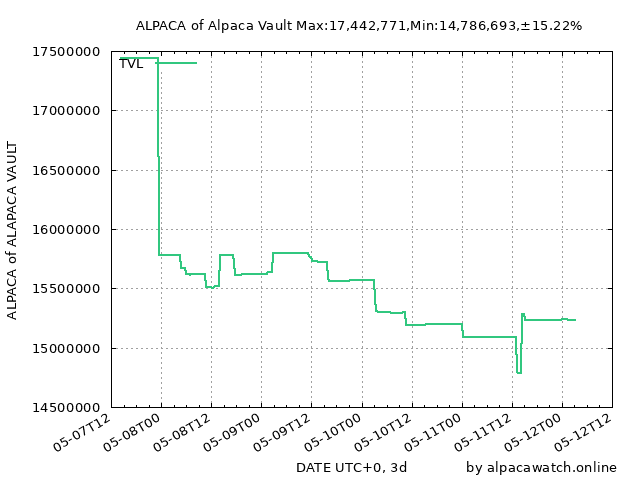 ALPACA of Alpaca Vault Max:17,442,771,Min:14,786,693,±15.22%
ALPACA of ALAPACA VAULT
17500000
17000000
16500000
16000000
15500000
15000000
14500000
TVL
05-07T12
05-08T00
05-08T12
05-09T00
05-09T12
05-10T00
05-10T12
05-11T00
05-11T12
05-12T00
05-12T12
DATE UTC+0, 3d
by alpacawatch.online